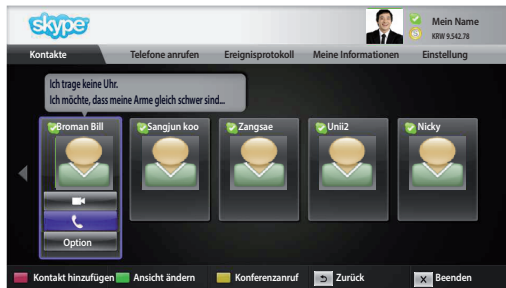 skype
Mein Name
KRW 9.542.78
Kontakte Telefone anrufen Ereignisprotokoll Meine Informationen Einstellung
Ich trage keine Uhr.
Ich möchte, dass meine Arme gleich schwer sind...
Broman Bill Sangjun koo Zangsae Unii2 Nicky
Option
Kontakt hinzufügen Ansicht ändern Konferenzanruf Zurück X Beenden